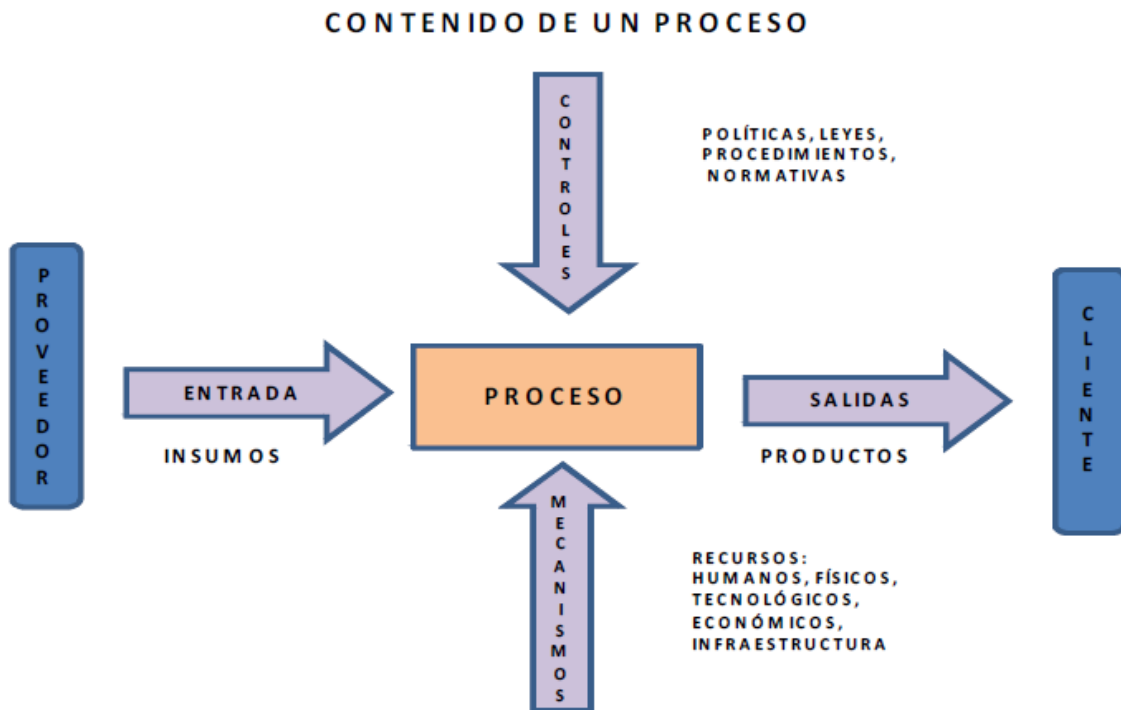 CONTENIDO DE UN PROCESO
CONTROLES
POLÍTICAS, LEYES,
PROCEDIMIENTOS,
NORMATIVAS
PROVEEDOR
ENTRADA
INSUMOS
PROCESO
SALIDAS
PRODUCTOS
CLIENTE
MECANISMOS
RECURSOS:
HUMANOS, FÍSICOS,
TECNOLÓGICOS,
ECONÓMICOS,
INFRAESTRUCTURA